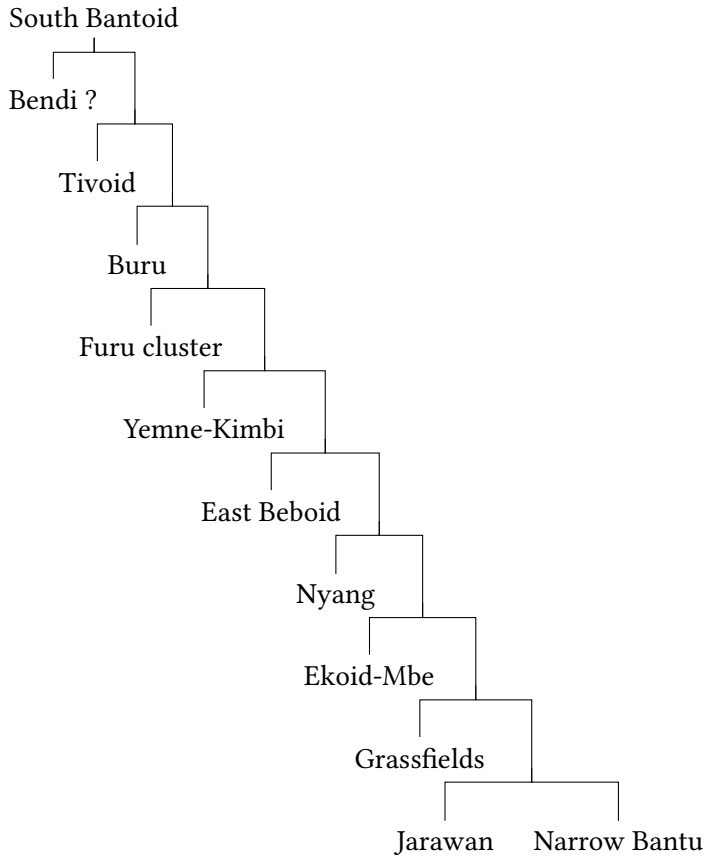 South Bantoid
Bendi ?
Tivoid
Buru
Furu cluster
Yemne-Kimbi
East Beboid
Nyang
Ekoid-Mbe
Grassfields
Jarawan Narrow Bantu